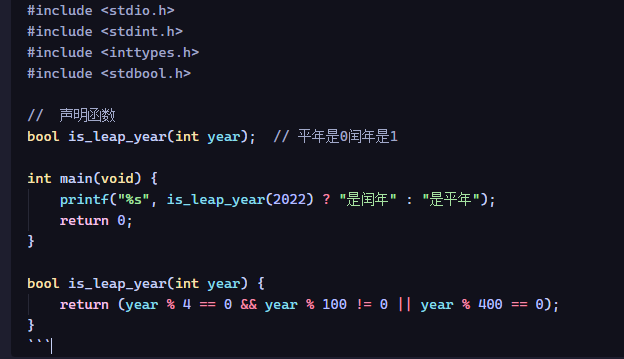 #include <stdio.h>
#include <stdint.h>
#include <inttypes.h>
#include <stdbool.h>
// 声明函数
bool is_leap_year(int year);  // 平年是0闰年是1
int main(void) {
    printf("%s", is_leap_year(2022) ? "是闰年" : "是平年");
    return 0;
}
bool is_leap_year(int year) {
    return (year % 4 == 0 && year % 100 != 0 || year % 400 == 0);
}
```